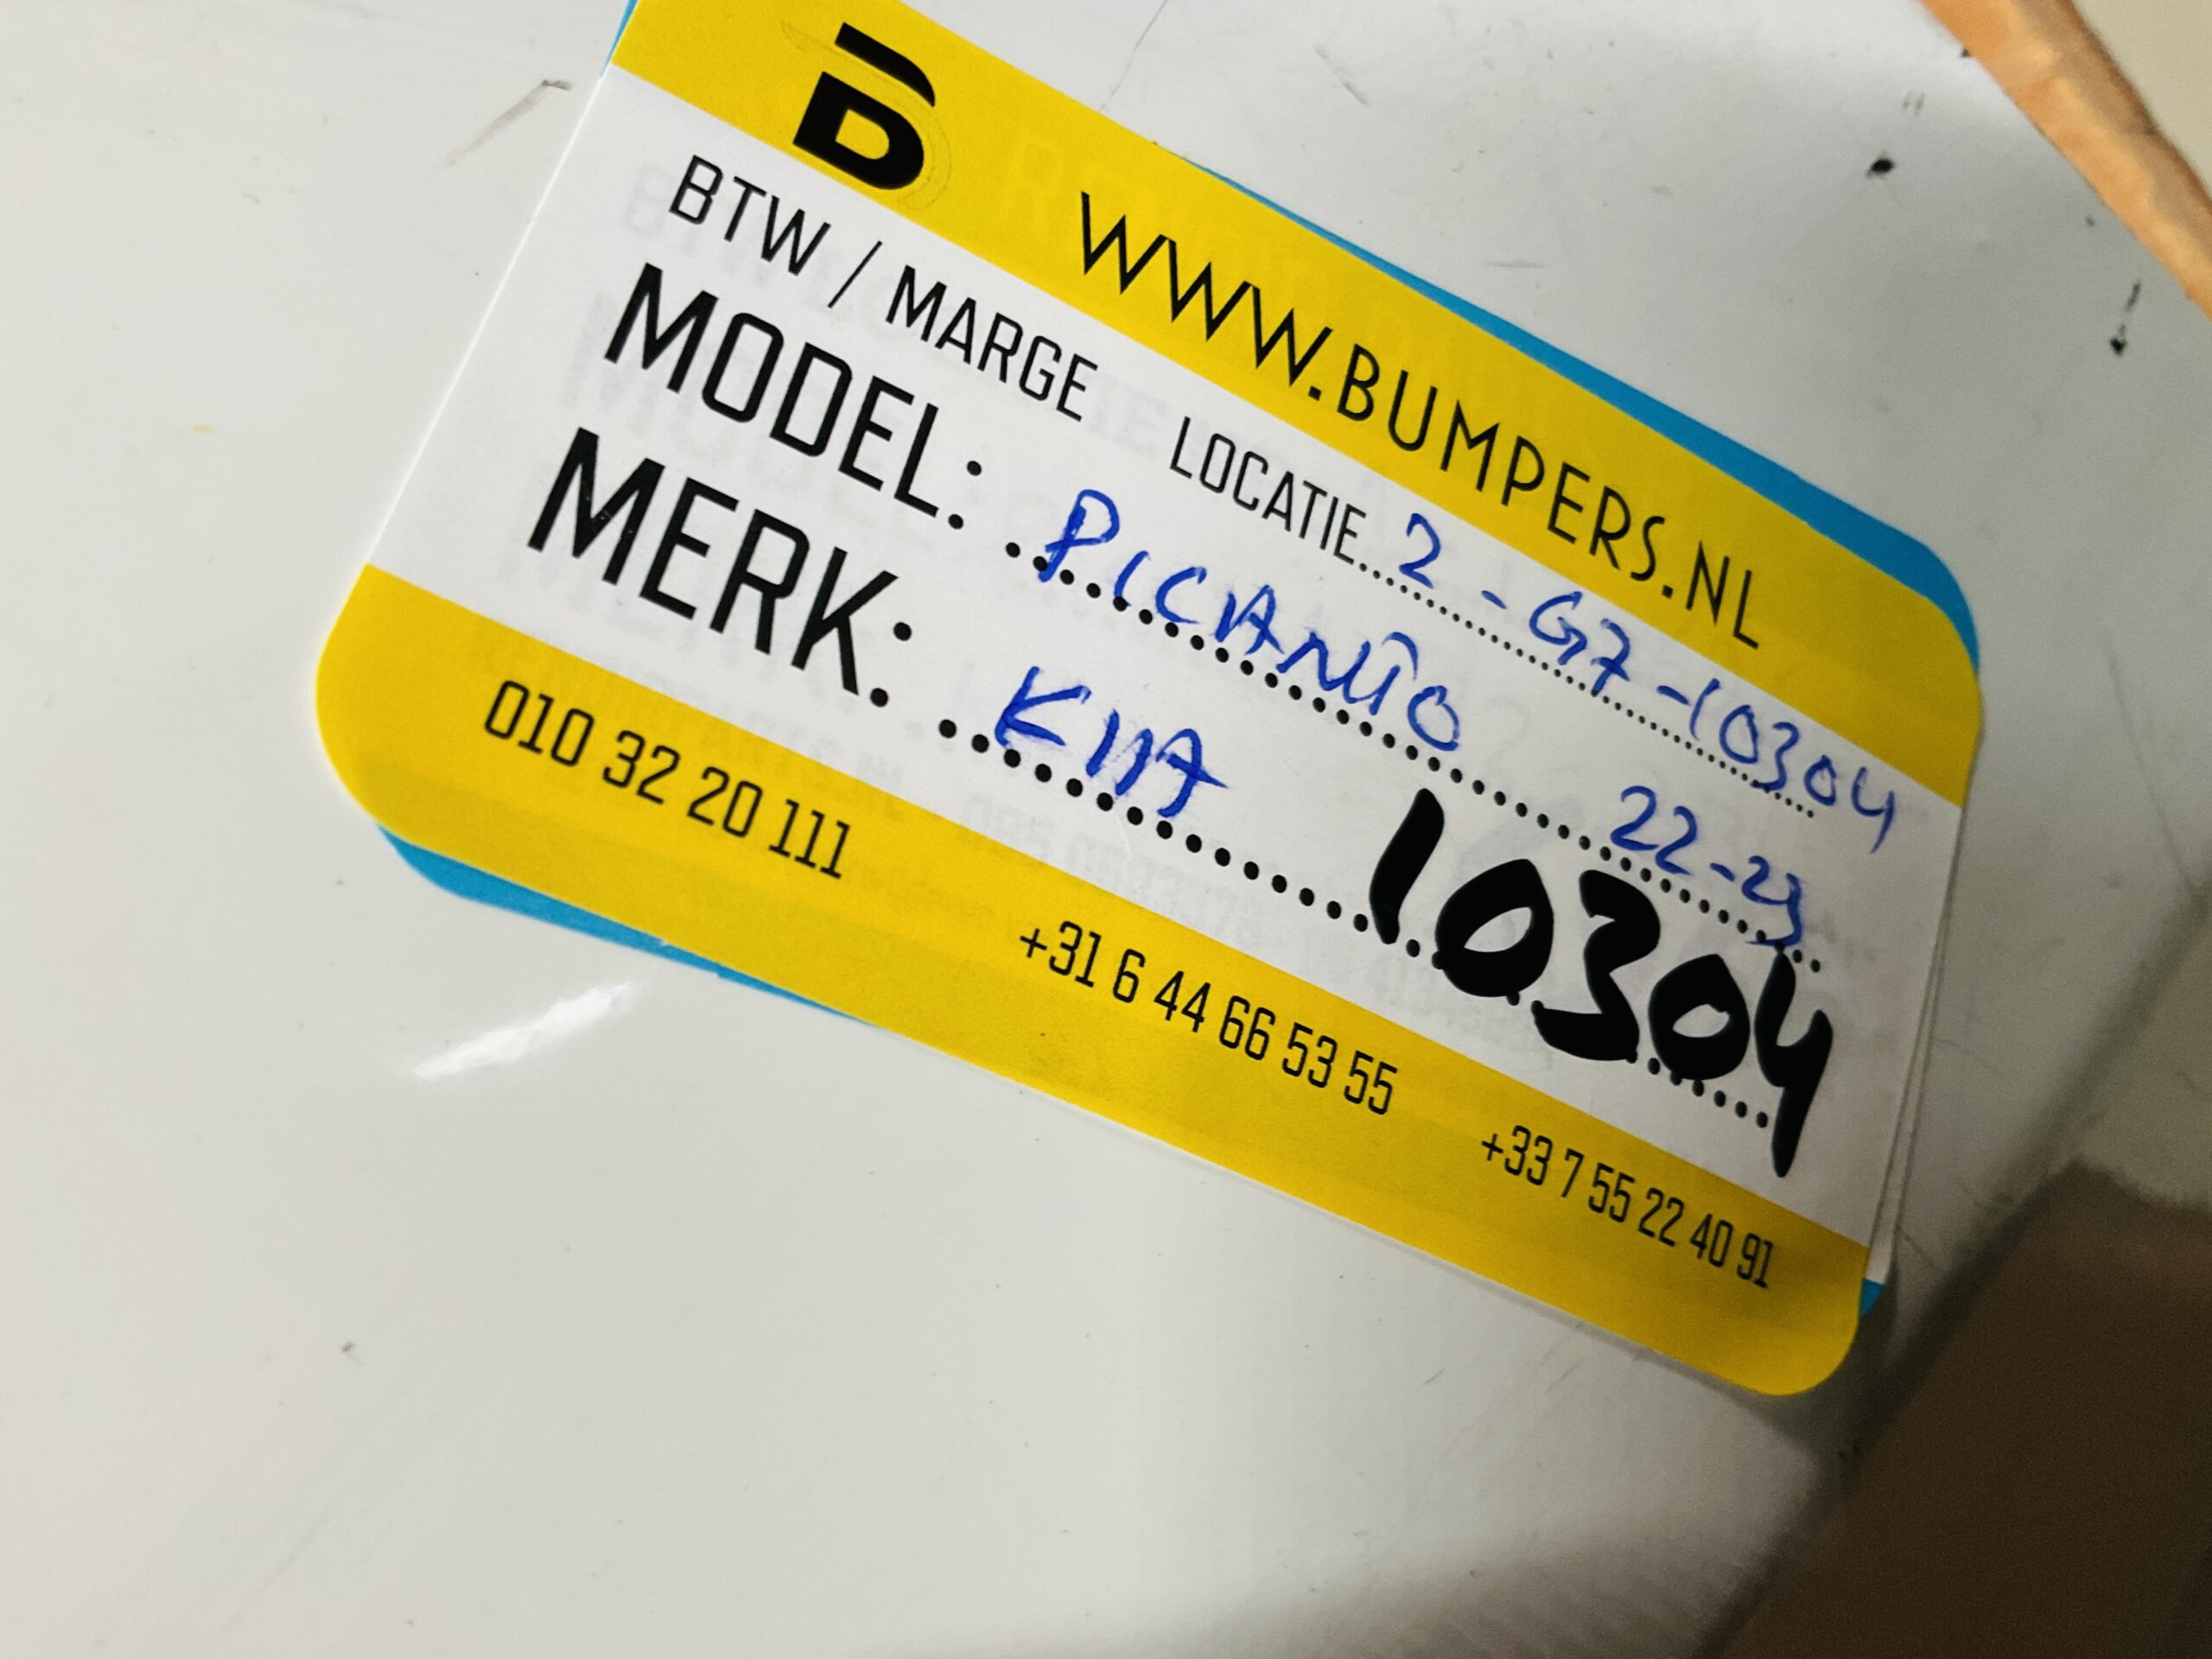 B WWW.BUMPERS.NL
BTW / MARGE LOCATIE...2-G7-10304
MODEL: ..PICANTO 22-23
MERK: ..KIA 10304
010 32 20 111 +31 6 44 66 53 55 +33 7 55 22 40 91